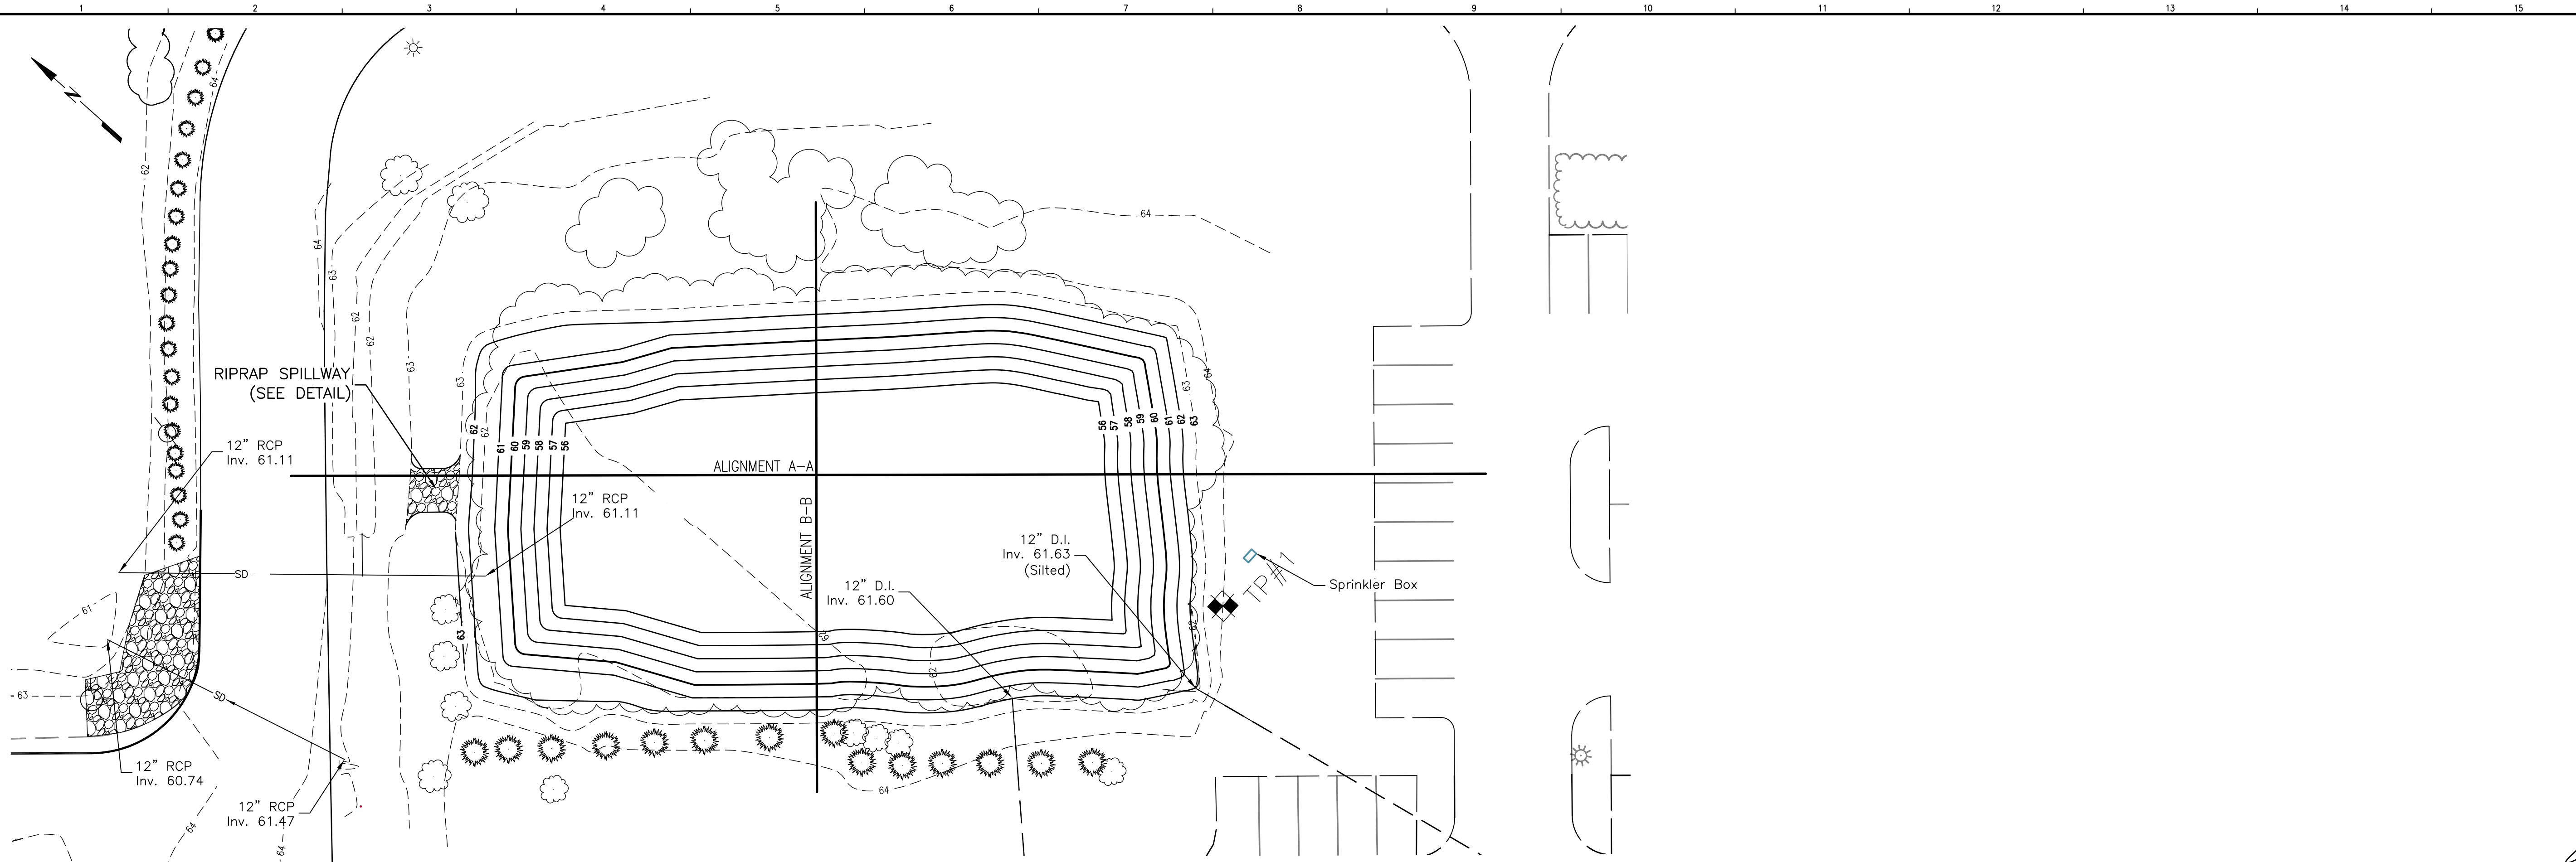 1 2 3 4 5 6 7 8 9 10 11 12 13 14 15
N
64
62
64
64
63
62
62
63
63
RIPRAP SPILLWAY
(SEE DETAIL)
12" RCP
Inv. 61.11
62
62
61
60
59
58
57
56
56
57
58
59
60
61
62
63
63
64
ALIGNMENT A-A
ALIGNMENT B-B
12" RCP
Inv. 61.11
12" D.I.
Inv. 61.63
(Silted)
12" D.I.
Inv. 61.60
TP#1
Sprinkler Box
SD
61
63
62
62
62
SD
63
12" RCP
Inv. 60.74
12" RCP
Inv. 61.47
64
64
64